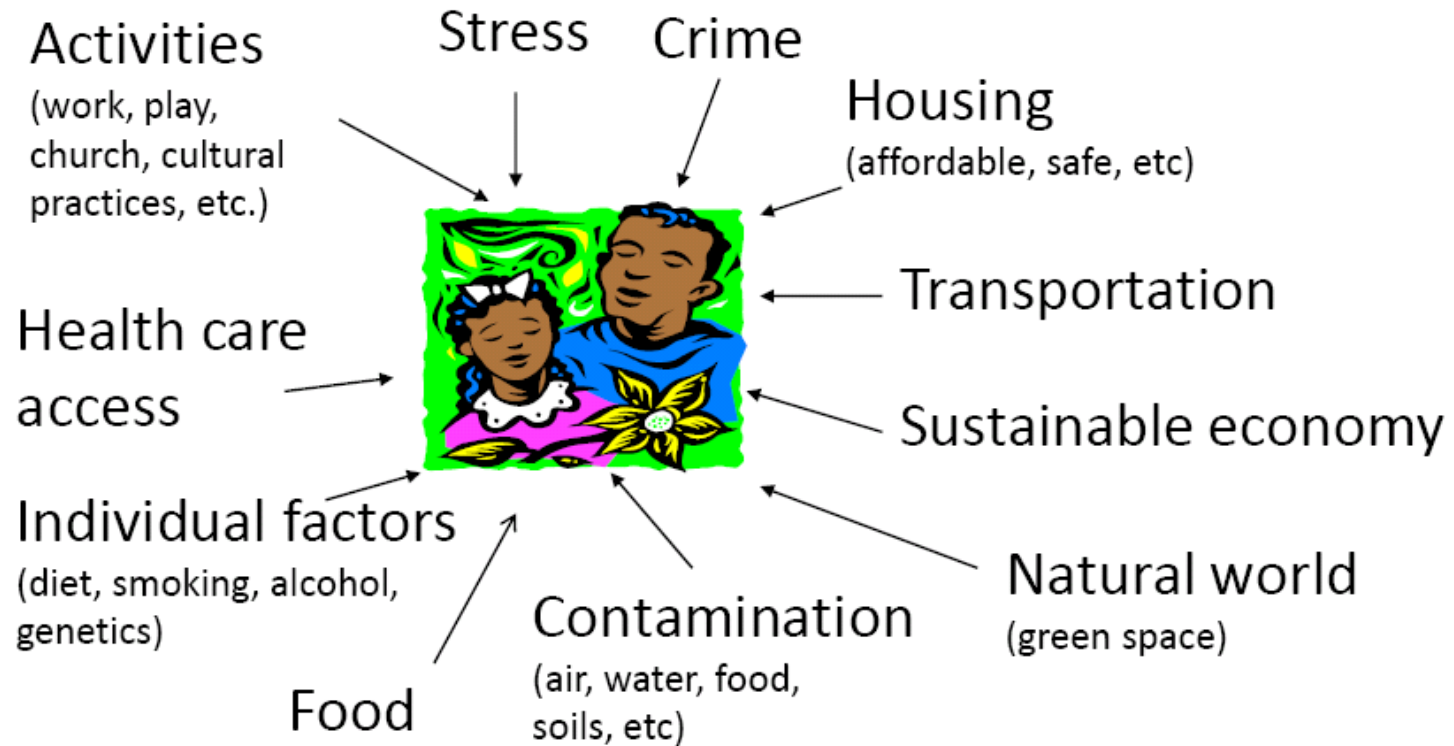 Activities
(work, play,
church, cultural
practices, etc.)
Stress
Crime
Housing
(affordable, safe, etc)
Transportation
Sustainable economy
Natural world
(green space)
Contamination
(air, water, food,
soils, etc)
Food
Individual factors
(diet, smoking, alcohol,
genetics)
Health care
access